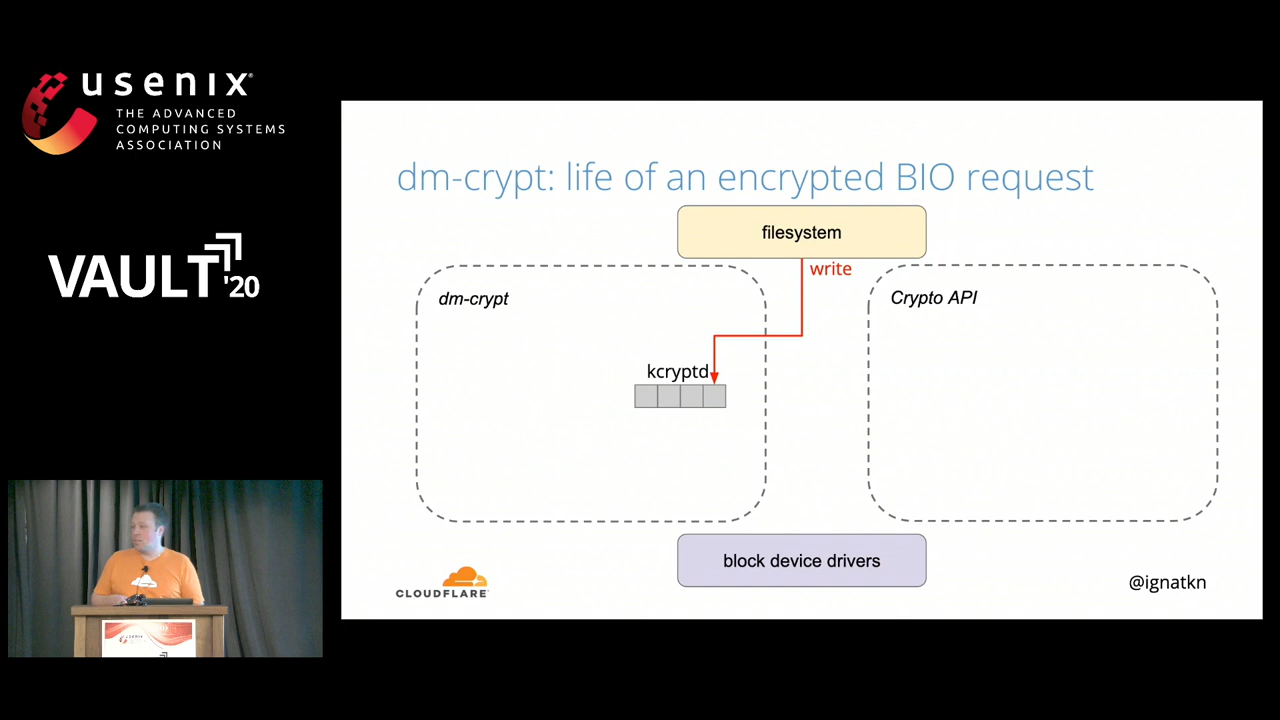 usenix
THE ADVANCED
COMPUTING SYSTEMS
ASSOCIATION
VAULT '20
dm-crypt: life of an encrypted BIO request
filesystem
write
dm-crypt
Crypto API
kcryptd
block device drivers
CLOUDFLARE
@ignatkn
usenix